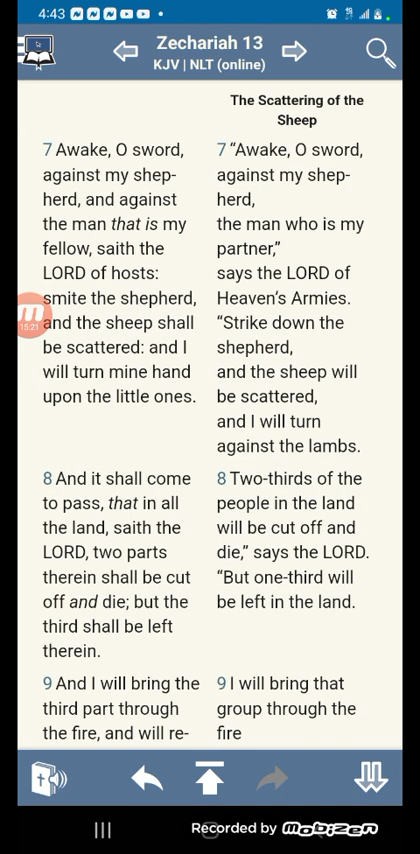 4:43
Zechariah 13
KJV | NLT (online)
The Scattering of the
Sheep
7 Awake, O sword,
against my shep-
herd, and against
the man that is my
fellow, saith the
LORD of hosts:
smite the shepherd,
and the sheep shall
be scattered: and I
will turn mine hand
upon the little ones.
8 And it shall come
to pass, that in all
the land, saith the
LORD, two parts
therein shall be cut
off and die; but the
third shall be left
therein.
9 And I will bring the
third part through
the fire, and will re-
7 “Awake, O sword,
against my shep-
herd,
the man who is my
partner,”
says the LORD of
Heaven’s Armies.
“Strike down the
shepherd,
and the sheep will
be scattered,
and I will turn
against the lambs.
8 Two-thirds of the
people in the land
will be cut off and
die,” says the LORD.
“But one-third will
be left in the land.
9 I will bring that
group through the
fire
15:21
Recorded by mobizen